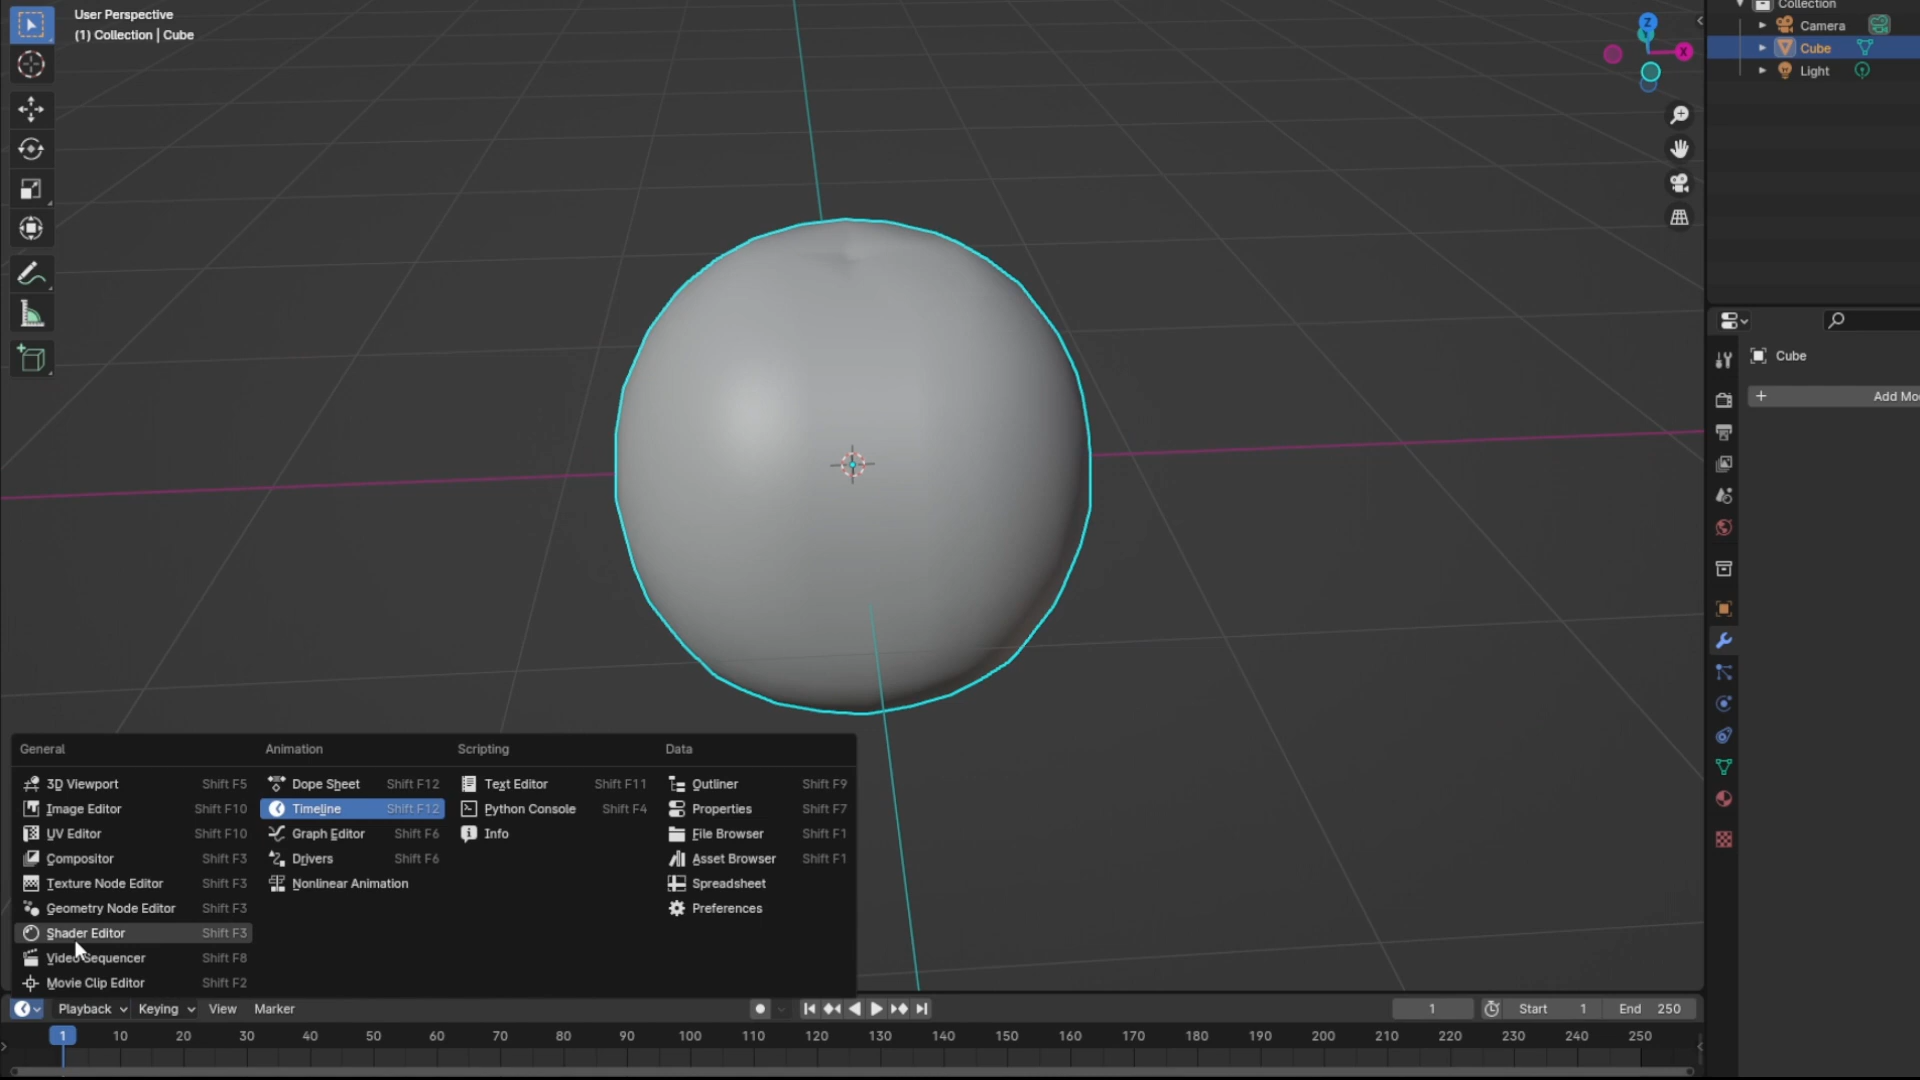 User Perspective
(1) Collection | Cube
Z
X
Collection
Camera
Cube
Light
Cube
Add Mo
General
3D Viewport Shift F5
Image Editor Shift F10
UV Editor Shift F10
Compositor Shift F3
Texture Node Editor Shift F3
Geometry Node Editor Shift F3
Shader Editor Shift F3
Video Sequencer Shift F8
Movie Clip Editor Shift F2
Animation
Dope Sheet Shift F12
Timeline Shift F12
Graph Editor Shift F6
Drivers Shift F6
Nonlinear Animation
Scripting
Text Editor Shift F11
Python Console Shift F4
Info
Data
Outliner Shift F9
Properties Shift F7
File Browser Shift F1
Asset Browser Shift F1
Spreadsheet
Preferences
Playback Keying View Marker 1 Start 1 End 250
1 10 20 30 40 50 60 70 80 90 100 110 120 130 140 150 160 170 180 190 200 210 220 230 240 250